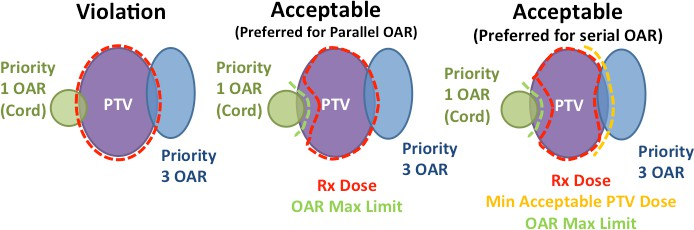 Violation
Priority
1 OAR
(Cord)
PTV
Priority
3 OAR
Acceptable
(Preferred for Parallel OAR)
Priority
1 OAR
(Cord)
PTV
Priority
3 OAR
Rx Dose
OAR Max Limit
Acceptable
(Preferred for serial OAR)
Priority
1 OAR
(Cord)
PTV
Priority
3 OAR
Rx Dose
Min Acceptable PTV Dose
OAR Max Limit